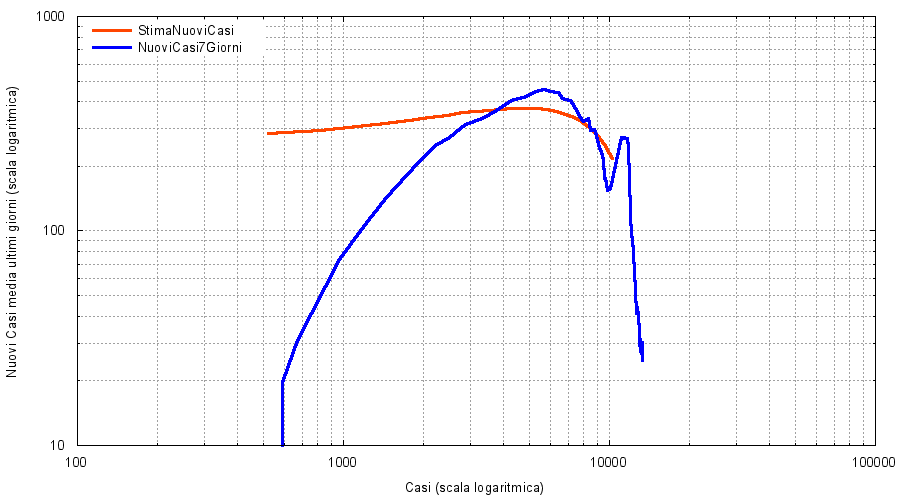 1000
StimaNuoviCasi
NuoviCasi7Giorni
Nuovi Casi media ultimi giorni (scala logaritmica)
100
10
100 1000 10000 100000
Casi (scala logaritmica)